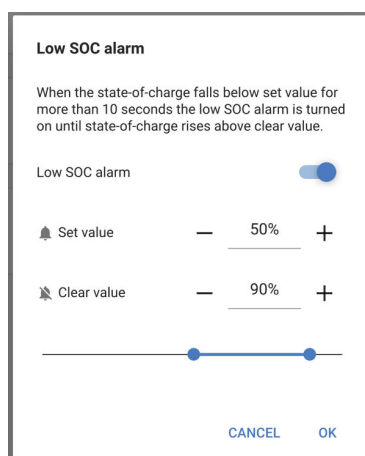 Low SOC alarm
When the state-of-charge falls below set value for
more than 10 seconds the low SOC alarm is turned
on until state-of-charge rises above clear value.
Low SOC alarm
Set value — 50% +
Clear value — 90% +
CANCEL OK